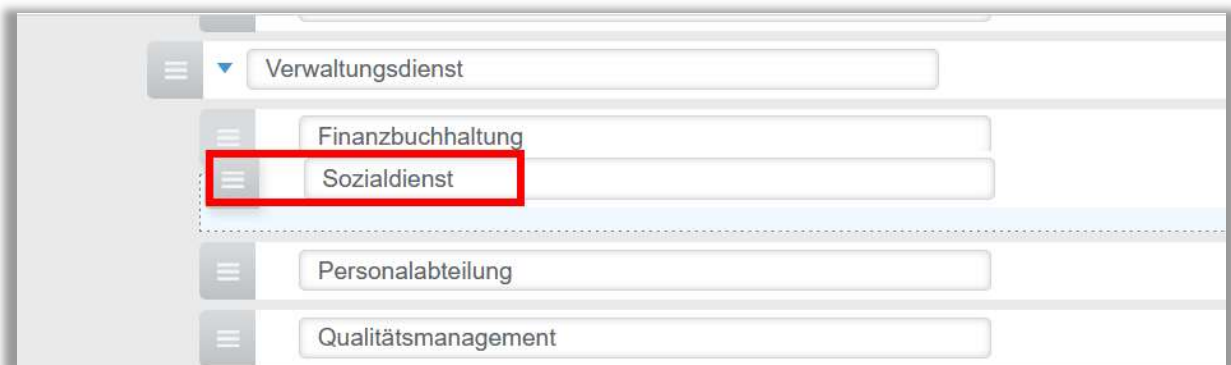 Verwaltungsdienst
Finanzbuchhaltung
Sozialdienst
Personalabteilung
Qualitätsmanagement